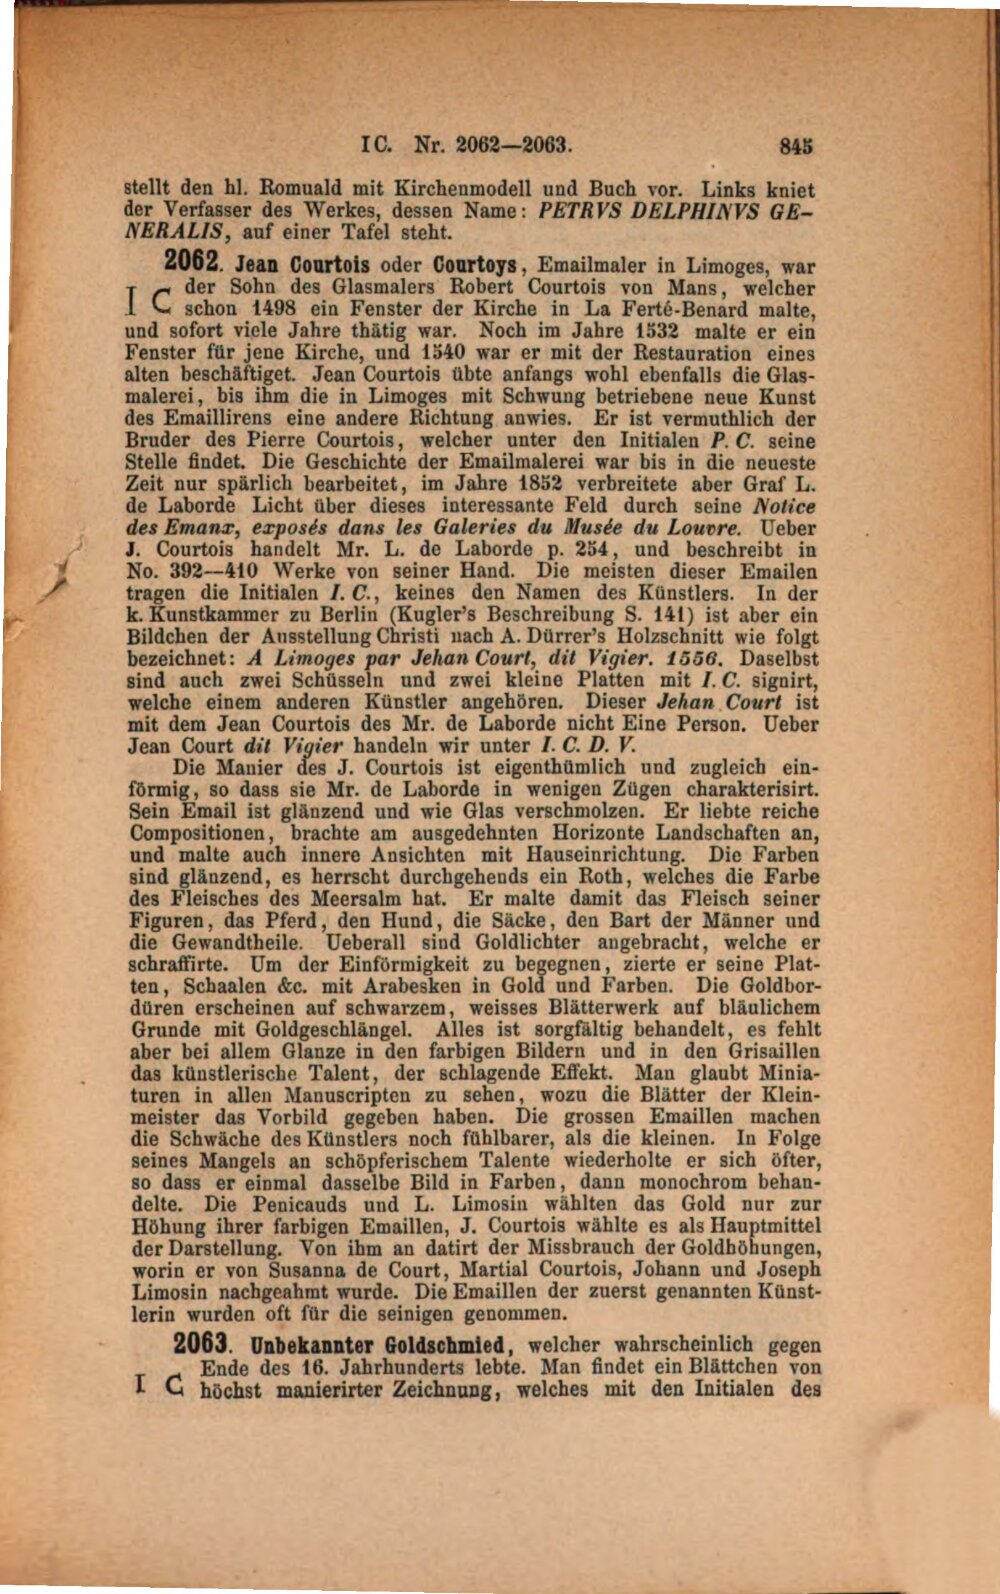 IC. Nr. 2062—2063. 845
stellt den hl. Romuald mit Kirchenmodell und Buch vor. Links kniet
der Verfasser des Werkes, dessen Name: PETRVS DELPHINVS GE-
NERALIS, auf einer Tafel steht.
2062. Jean Courtois oder Courtoys, Emailmaler in Limoges, war
der Sohn des Glasmalers Robert Courtois von Mans, welcher
I C schon 1498 ein Fenster der Kirche in La Ferté-Benard malte,
und sofort viele Jahre thätig war. Noch im Jahre 1532 malte er ein
Fenster für jene Kirche, und 1540 war er mit der Restauration eines
alten beschäftiget. Jean Courtois übte anfangs wohl ebenfalls die Glas-
malerei, bis ihm die in Limoges mit Schwung betriebene neue Kunst
des Emaillirens eine andere Richtung anwies. Er ist vermuthlich der
Bruder des Pierre Courtois, welcher unter den Initialen P. C. seine
Stelle findet. Die Geschichte der Emailmalerei war bis in die neueste
Zeit nur spärlich bearbeitet, im Jahre 1852 verbreitete aber Graf L.
de Laborde Licht über dieses interessante Feld durch seine Notice
des Emanx, exposés dans les Galeries du Musée du Louvre. Ueber
J. Courtois handelt Mr. L. de Laborde p. 254, und beschreibt in
No. 392—410 Werke von seiner Hand. Die meisten dieser Emailen
tragen die Initialen I. C., keines den Namen des Künstlers. In der
k. Kunstkammer zu Berlin (Kugler's Beschreibung S. 141) ist aber ein
Bildchen der Ausstellung Christi nach A. Dürrer's Holzschnitt wie folgt
bezeichnet: A Limoges par Jehan Court, dit Vigier. 1556. Daselbst
sind auch zwei Schüsseln und zwei kleine Platten mit I. C. signirt,
welche einem anderen Künstler angehören. Dieser Jehan Court ist
mit dem Jean Courtois des Mr. de Laborde nicht Eine Person. Ueber
Jean Court dit Vigier handeln wir unter I. C. D. V.
Die Manier des J. Courtois ist eigenthümlich und zugleich ein-
förmig, so dass sie Mr. de Laborde in wenigen Zügen charakterisirt.
Sein Email ist glänzend und wie Glas verschmolzen. Er liebte reiche
Compositionen, brachte am ausgedehnten Horizonte Landschaften an,
und malte auch innere Ansichten mit Hauseinrichtung. Die Farben
sind glänzend, es herrscht durchgehends ein Roth, welches die Farbe
des Fleisches des Meersalm hat. Er malte damit das Fleisch seiner
Figuren, das Pferd, den Hund, die Säcke, den Bart der Männer und
die Gewandtheile. Ueberall sind Goldlichter angebracht, welche er
schraffirte. Um der Einförmigkeit zu begegnen, zierte er seine Plat-
ten, Schaalen &c. mit Arabesken in Gold und Farben. Die Goldbor-
düren erscheinen auf schwarzem, weisses Blätterwerk auf bläulichem
Grunde mit Goldgeschlängel. Alles ist sorgfältig behandelt, es fehlt
aber bei allem Glanze in den farbigen Bildern und in den Grisaillen
das künstlerische Talent, der schlagende Effekt. Man glaubt Minia-
turen in allen Manuscripten zu sehen, wozu die Blätter der Klein-
meister das Vorbild gegeben haben. Die grossen Emaillen machen
die Schwäche des Künstlers noch fühlbarer, als die kleinen. In Folge
seines Mangels an schöpferischem Talente wiederholte er sich öfter,
so dass er einmal dasselbe Bild in Farben, dann monochrom behan-
delte. Die Penicauds und L. Limosin wählten das Gold nur zur
Höhung ihrer farbigen Emaillen, J. Courtois wählte es als Hauptmittel
der Darstellung. Von ihm an datirt der Missbrauch der Goldhöhungen,
worin er von Susanna de Court, Martial Courtois, Johann und Joseph
Limosin nachgeahmt wurde. Die Emaillen der zuerst genannten Künst-
lerin wurden oft für die seinigen genommen.
2063. Unbekannter Goldschmied, welcher wahrscheinlich gegen
Ende des 16. Jahrhunderts lebte. Man findet ein Blättchen von
I C höchst manierirter Zeichnung, welches mit den Initialen des